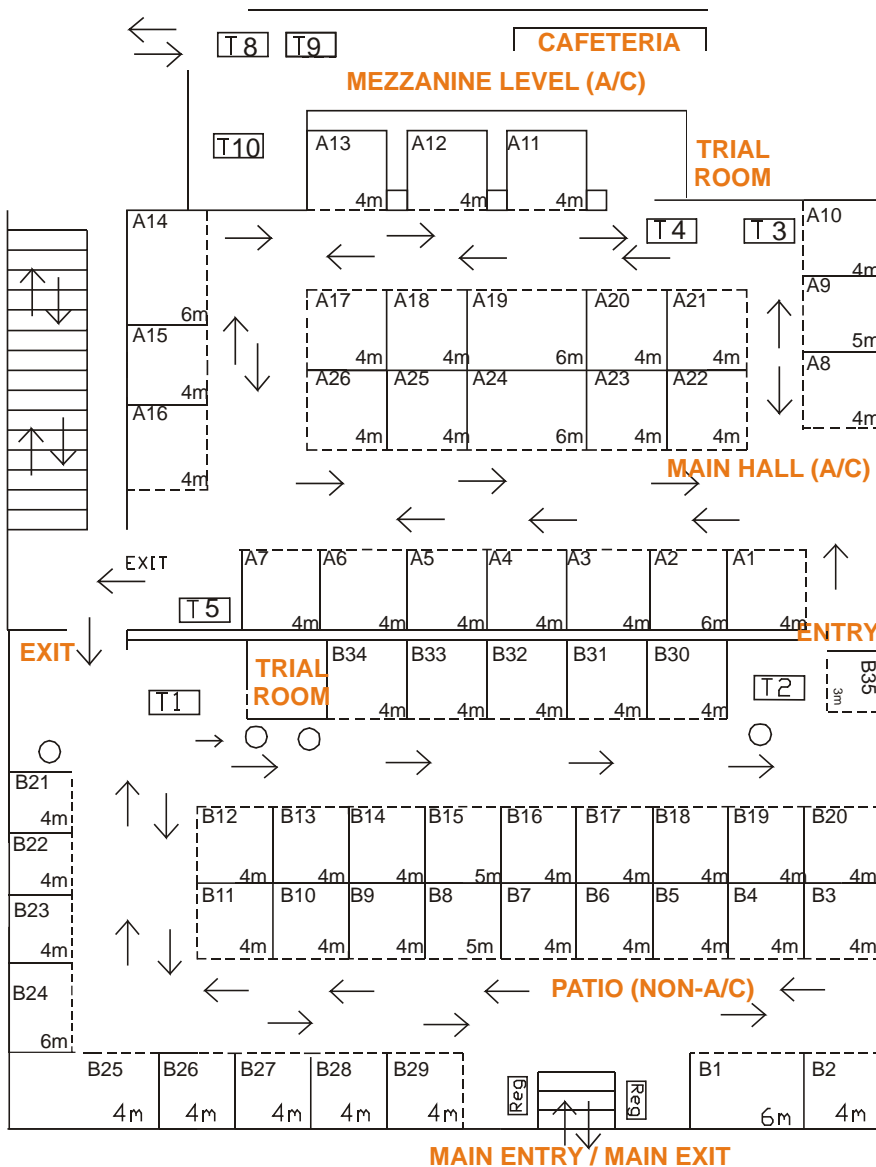 T8 T9 CAFETERIA
MEZZANINE LEVEL (A/C)
T10 A13 A12 A11 TRIAL
ROOM
4m 4m 4m
A14 T4 T3 A10
4m
A17 A18 A19 A20 A21 A9
6m
A15 5m
4m 4m 6m 4m 4m A8
A26 A25 A24 A23 A22
4m
A16 4m
4m 4m 6m 4m 4m
MAIN HALL (A/C)
4m
EXIT A7 A6 A5 A4 A3 A2 A1
T5
4m 4m 4m 4m 4m 6m 4m
EXIT ENTRY
TRIAL
ROOM
B34 B33 B32 B31 B30
T1 T2 B35
3m
4m 4m 4m 4m 4m
B21
4m
B12 B13 B14 B15 B16 B17 B18 B19 B20
B22
4m 4m 4m 5m 4m 4m 4m 4m 4m
4m
B11 B10 B9 B8 B7 B6 B5 B4 B3
B23
4m 4m 4m 5m 4m 4m 4m 4m 4m
4m
B24 PATIO (NON-A/C)
6m
B25 B26 B27 B28 B29 B1 B2
Reg Reg
4m 4m 4m 4m 4m 6m 4m
MAIN ENTRY / MAIN EXIT